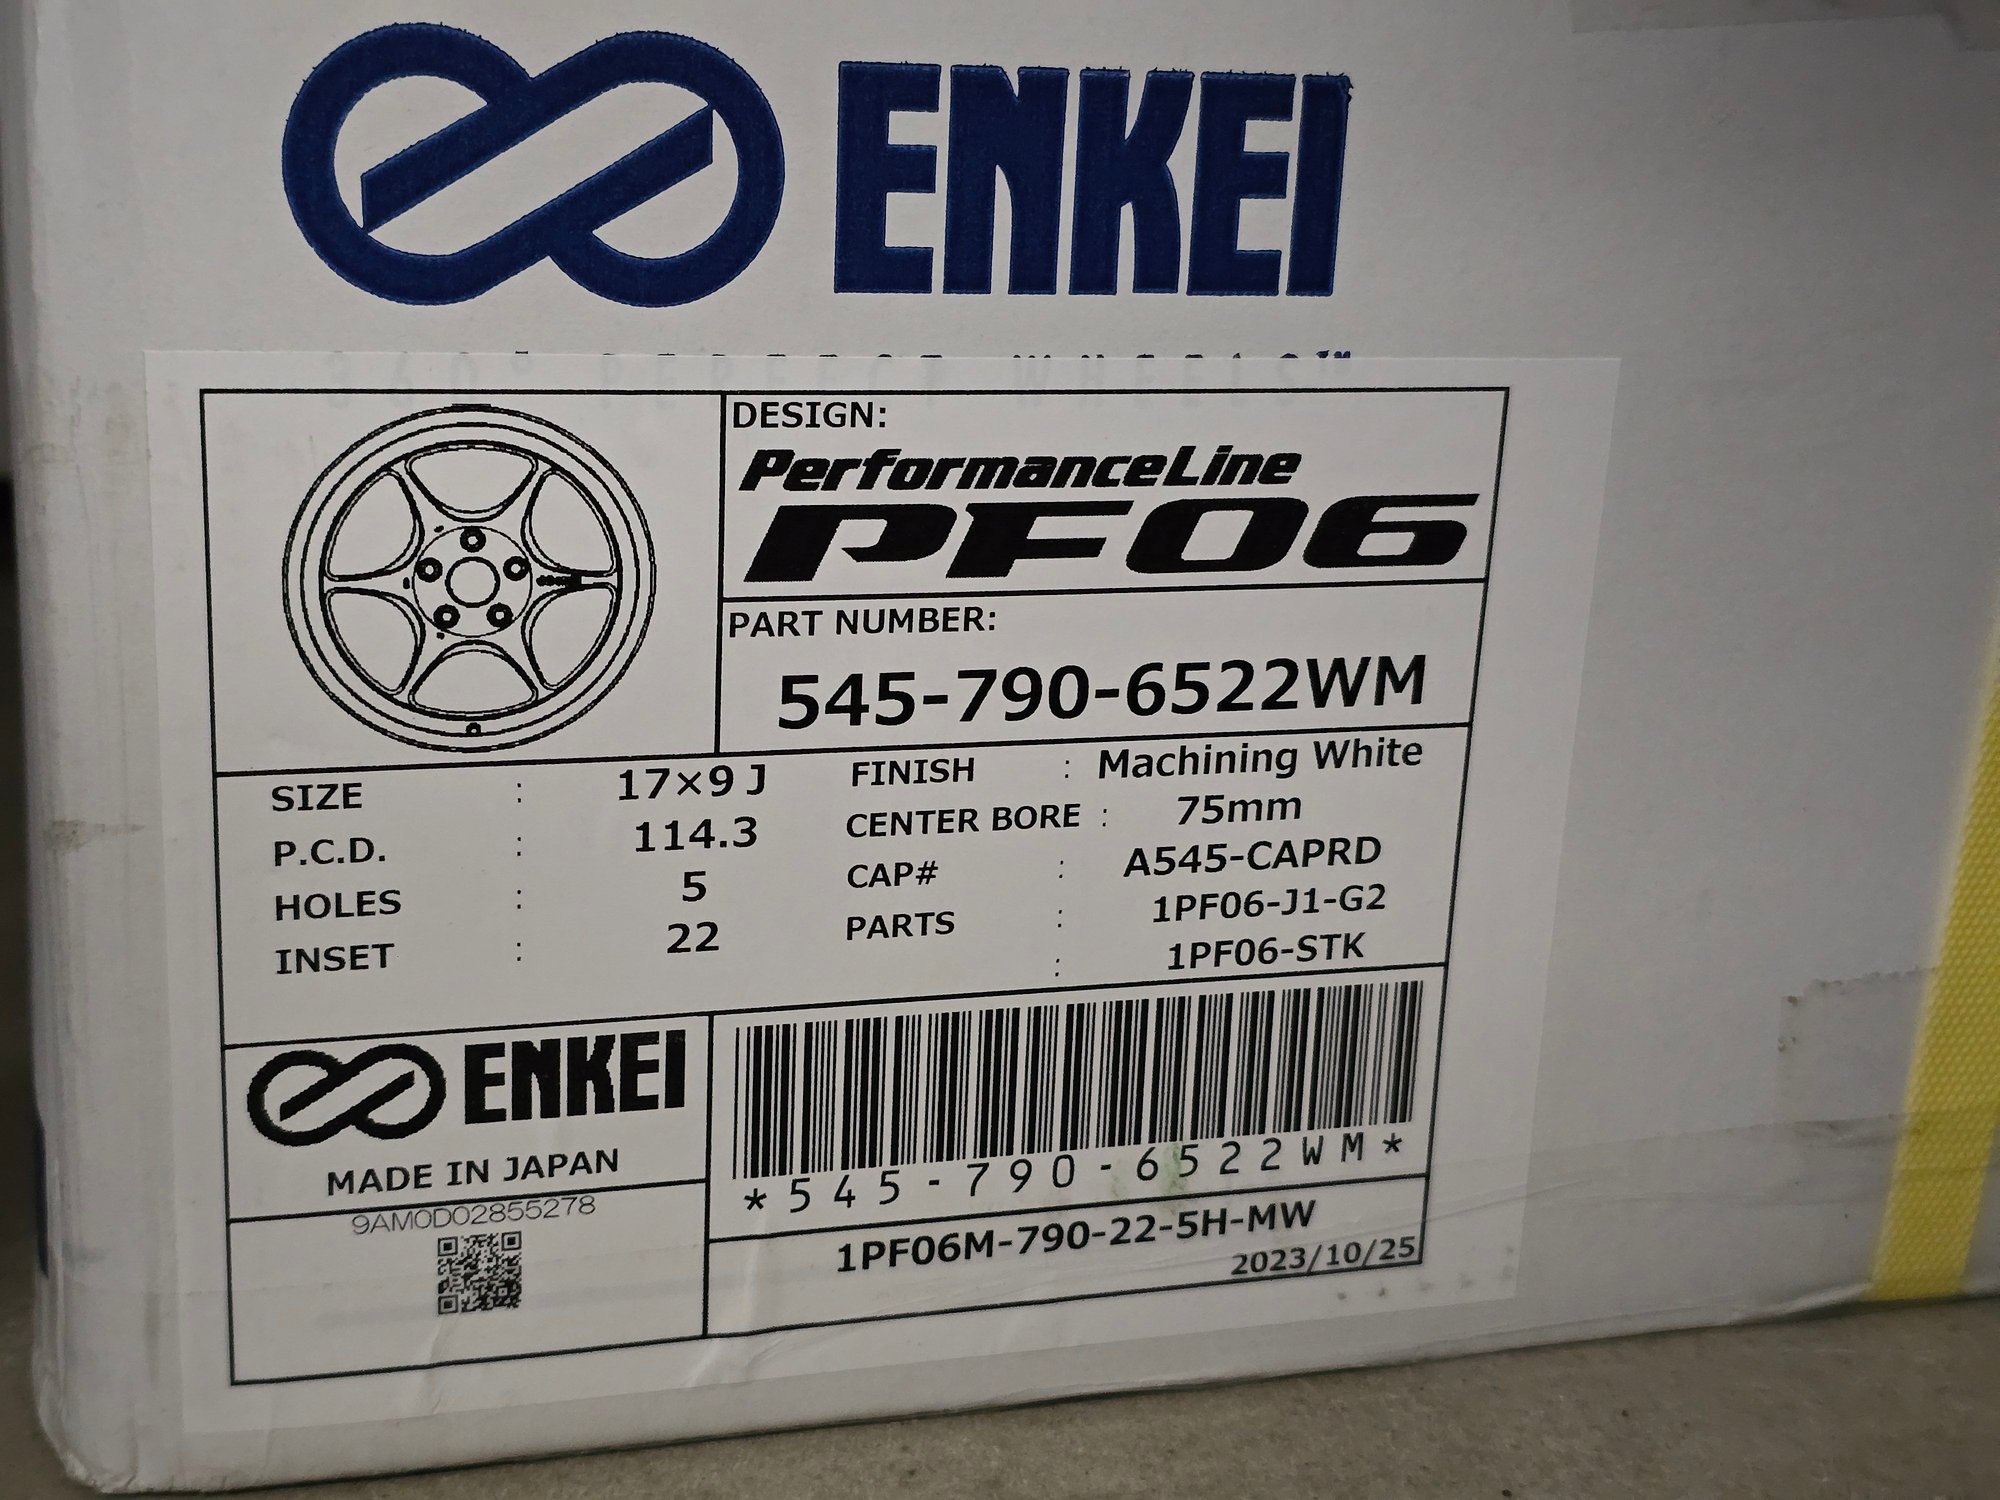 ENKEI
DESIGN:
PerformanceLine
PF06
PART NUMBER:
545-790-6522WM
SIZE : 17×9 J
P.C.D. : 114.3
HOLES : 5
INSET : 22
FINISH : Machining White
CENTER BORE : 75mm
CAP# : A545-CAPRD
PARTS : 1PF06-J1-G2
: 1PF06-STK
ENKEI
MADE IN JAPAN
9AM0D02855278
*545-790-6522WM*
1PF06M-790-22-5H-MW
2023/10/25